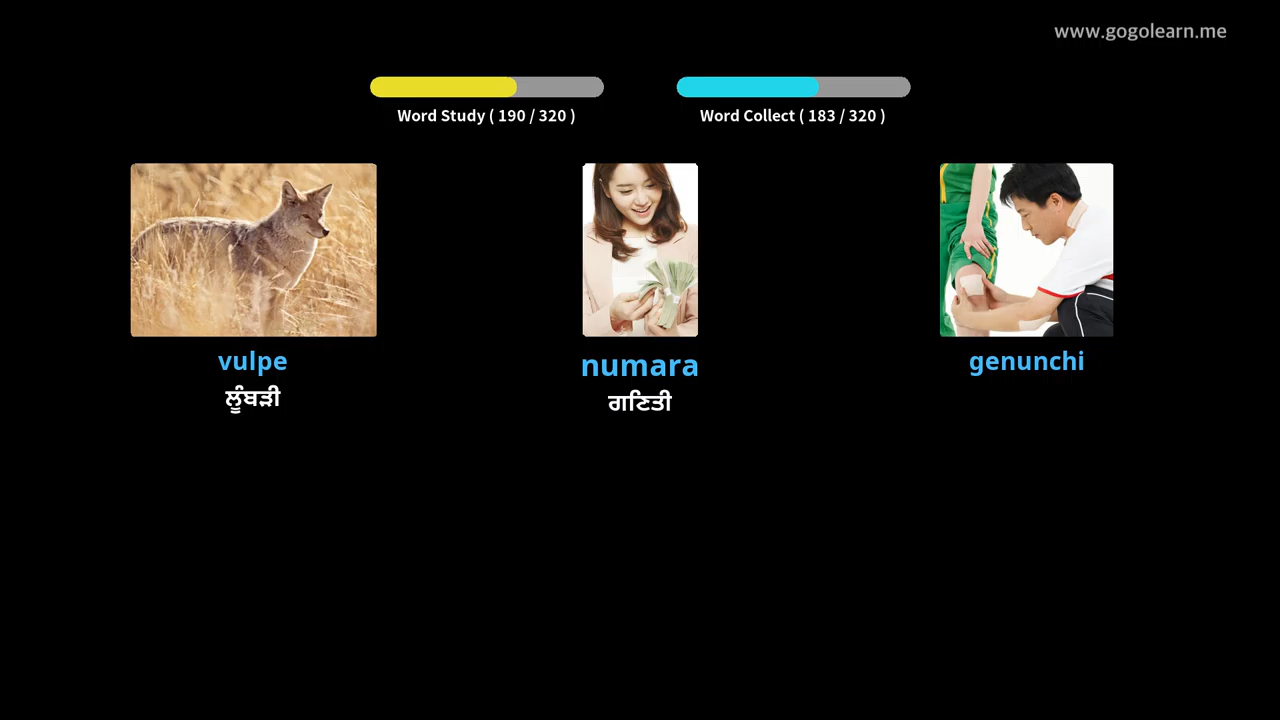 www.gogolearn.me
Word Study ( 190 / 320 )
Word Collect ( 183 / 320 )
vulpe
numara
genunchi
ਲੂੰਬੜੀ
ਗਣਿਤੀ